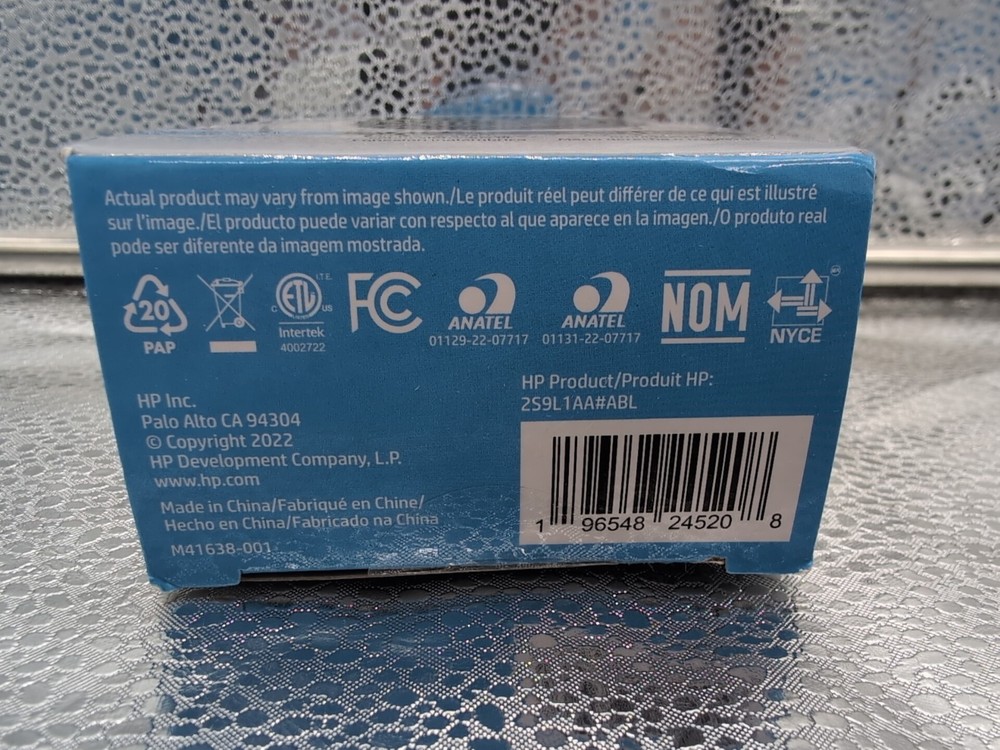 Actual product may vary from image shown./Le produit réel peut différer de ce qui est illustré
sur l'image./El producto puede variar con respecto al que aparece en la imagen./O produto real
pode ser diferente da imagem mostrada.
20
PAP
ETL
I.T.E.
C
US
Intertek
4002722
FC
ANATEL
01129-22-07717
ANATEL
01131-22-07717
NOM
NYCE
HP Product/Produit HP:
2S9L1AA#ABL
HP Inc.
Palo Alto CA 94304
© Copyright 2022
HP Development Company, L.P.
www.hp.com
Made in China/Fabriqué en Chine/
Hecho en China/Fabricado na China
M41638-001
1 96548 24520 8